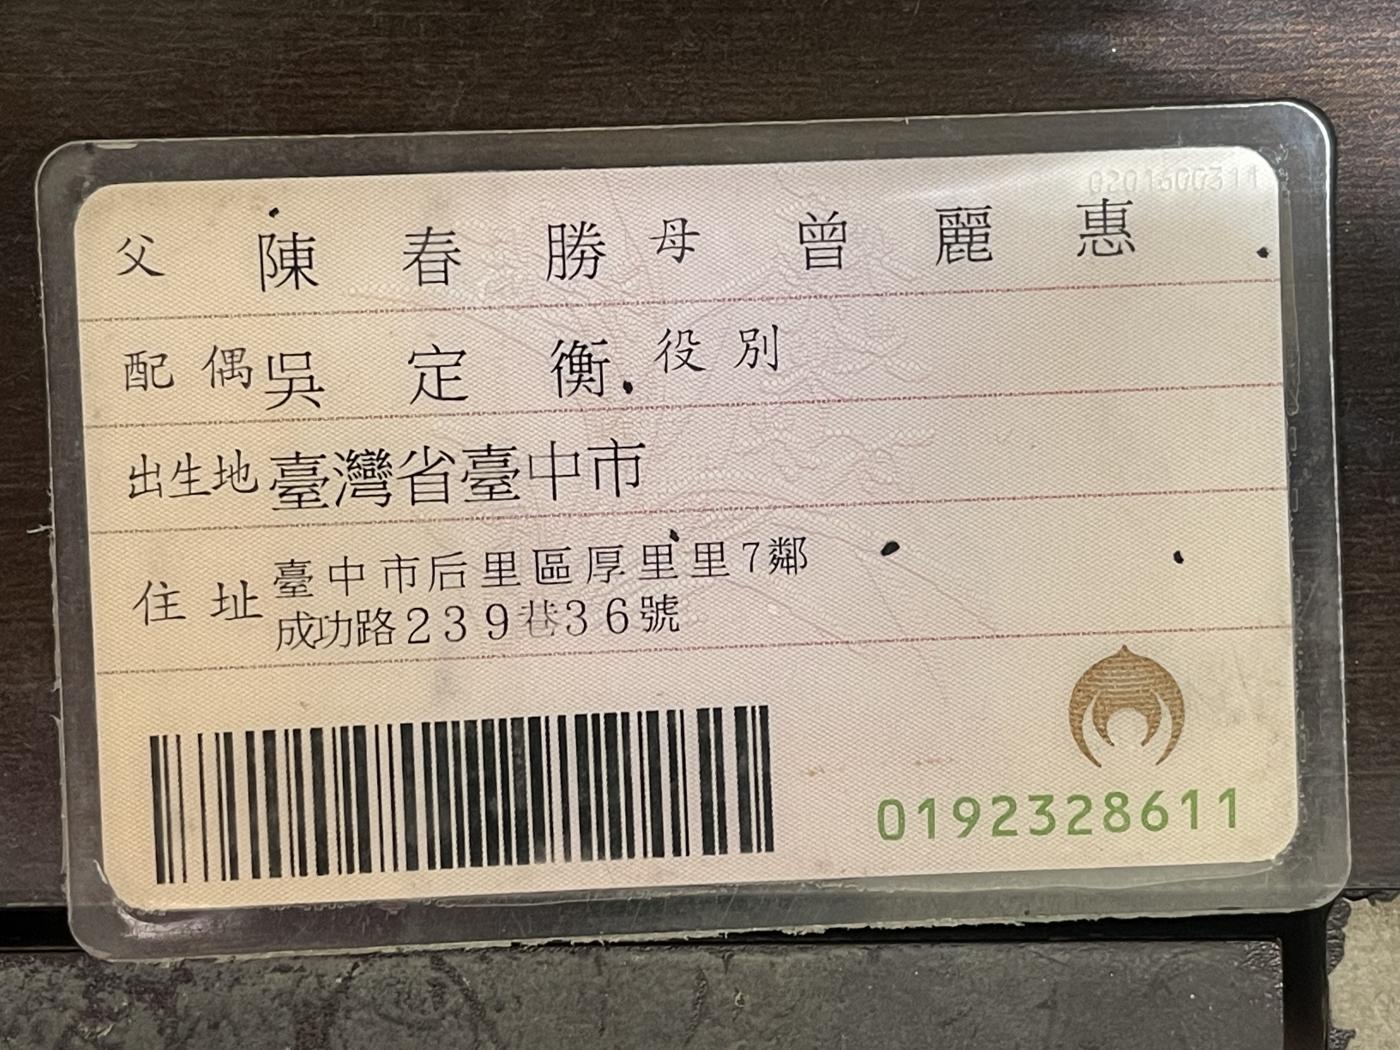 0201600311
父 陳春勝 母 曾麗惠
配偶 吳定衡 役別
出生地 臺灣省臺中市
住址 臺中市后里區厚里里7鄰
成功路239巷36號
0192328611